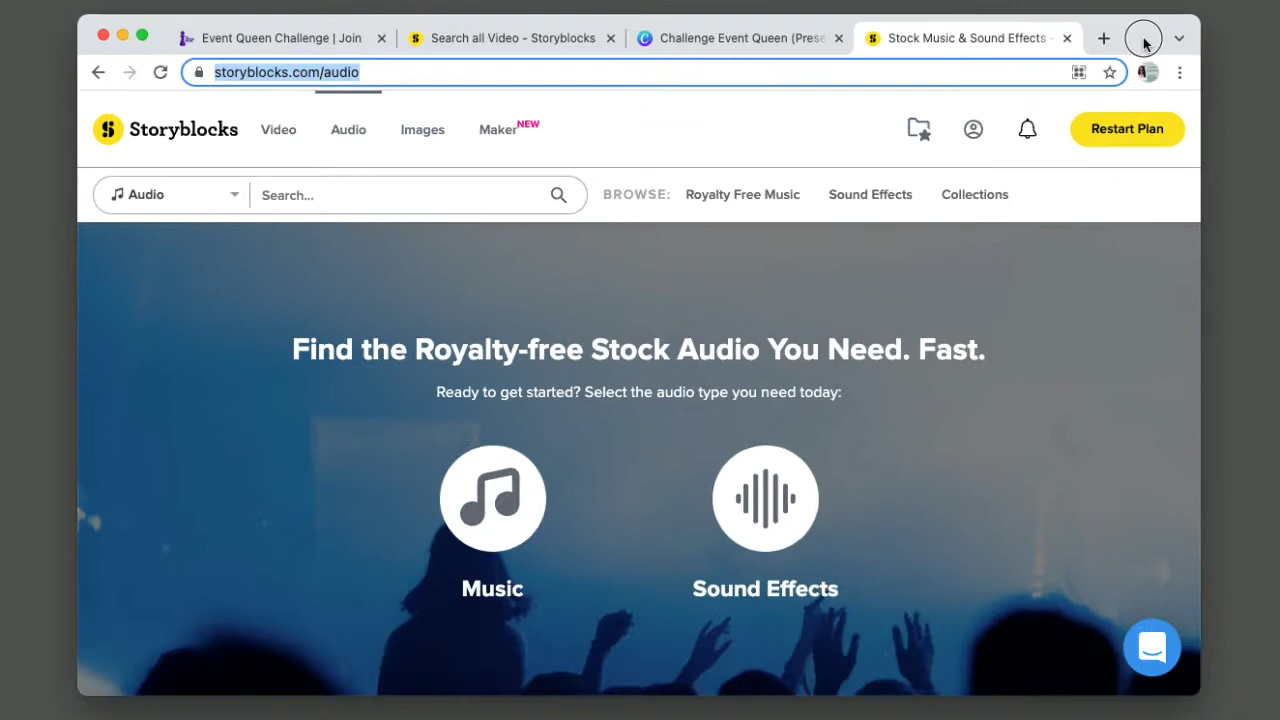 Event Queen Challenge | Join
Search all Video - Storyblocks
Challenge Event Queen (Prese
Stock Music & Sound Effects -
storyblocks.com/audio
Storyblocks
Video
Audio
Images
Maker NEW
Restart Plan
Audio
Search...
BROWSE:
Royalty Free Music
Sound Effects
Collections
Find the Royalty-free Stock Audio You Need. Fast.
Ready to get started? Select the audio type you need today:
Music
Sound Effects